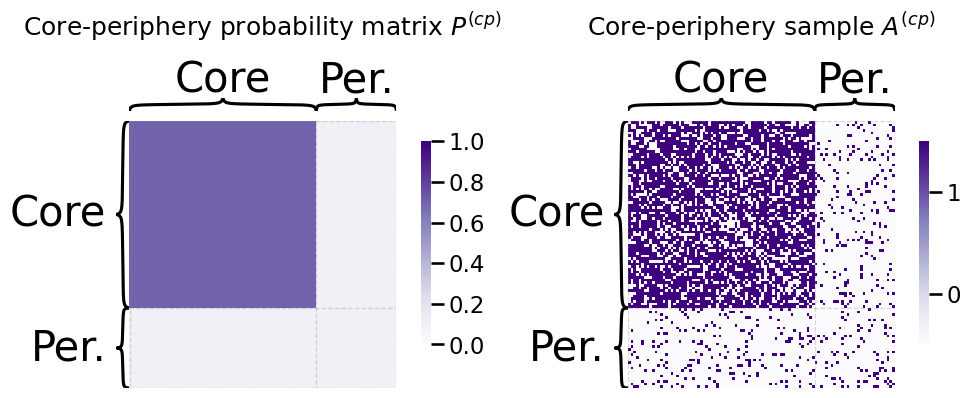 Core-periphery probability matrix P^(cp)
Core Per.
Core
Per.
1.0
0.8
0.6
0.4
0.2
0.0
Core-periphery sample A^(cp)
Core Per.
Core
Per.
1
0